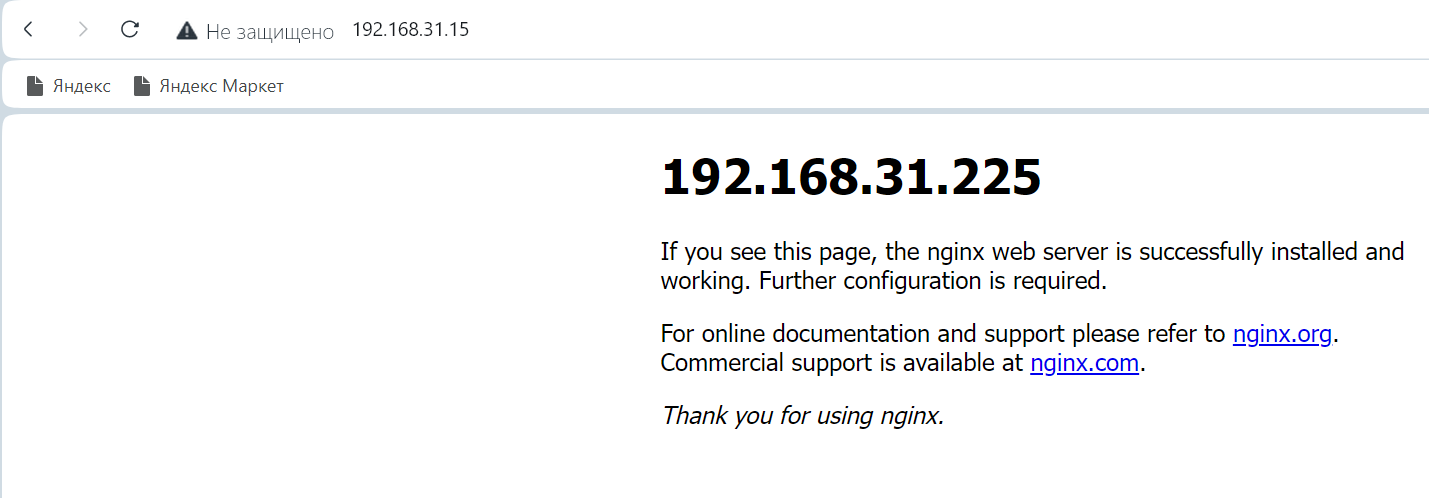 Не защищено 192.168.31.15
Яндекс Яндекс Маркет
192.168.31.225
If you see this page, the nginx web server is successfully installed and
working. Further configuration is required.
For online documentation and support please refer to nginx.org.
Commercial support is available at nginx.com.
Thank you for using nginx.